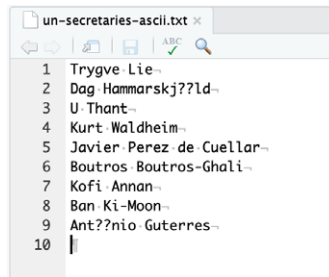 un-secretaries-ascii.txt ×
ABC
1 Trygve Lie¬
2 Dag Hammarskj??ld¬
3 U Thant¬
4 Kurt Waldheim¬
5 Javier Perez de Cuellar¬
6 Boutros Boutros-Ghali¬
7 Kofi Annan¬
8 Ban Ki-Moon¬
9 Ant??nio Guterres¬
10 ¶